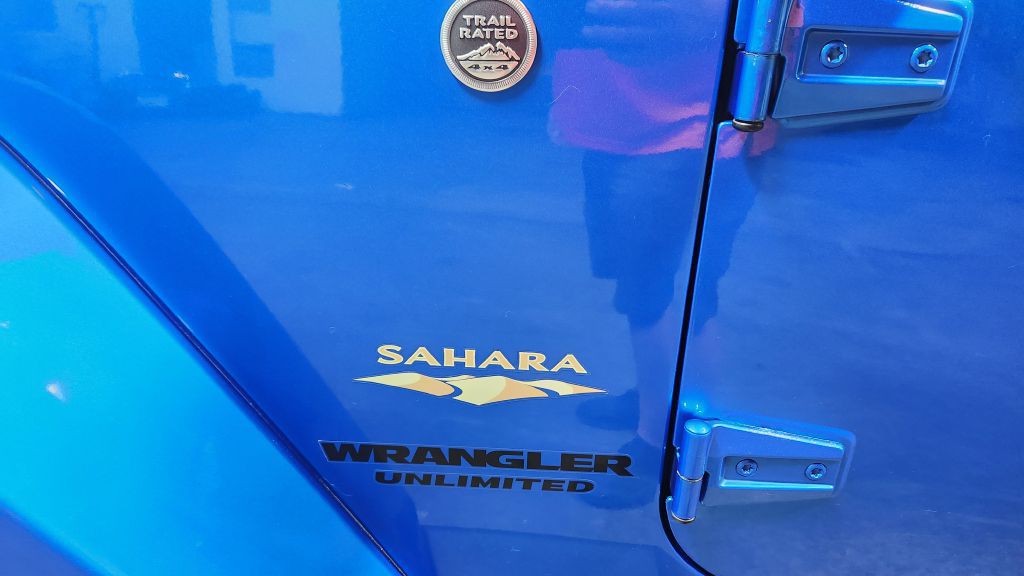 TRAIL
RATED
4x4
SAHARA
WRANGLER
UNLIMITED